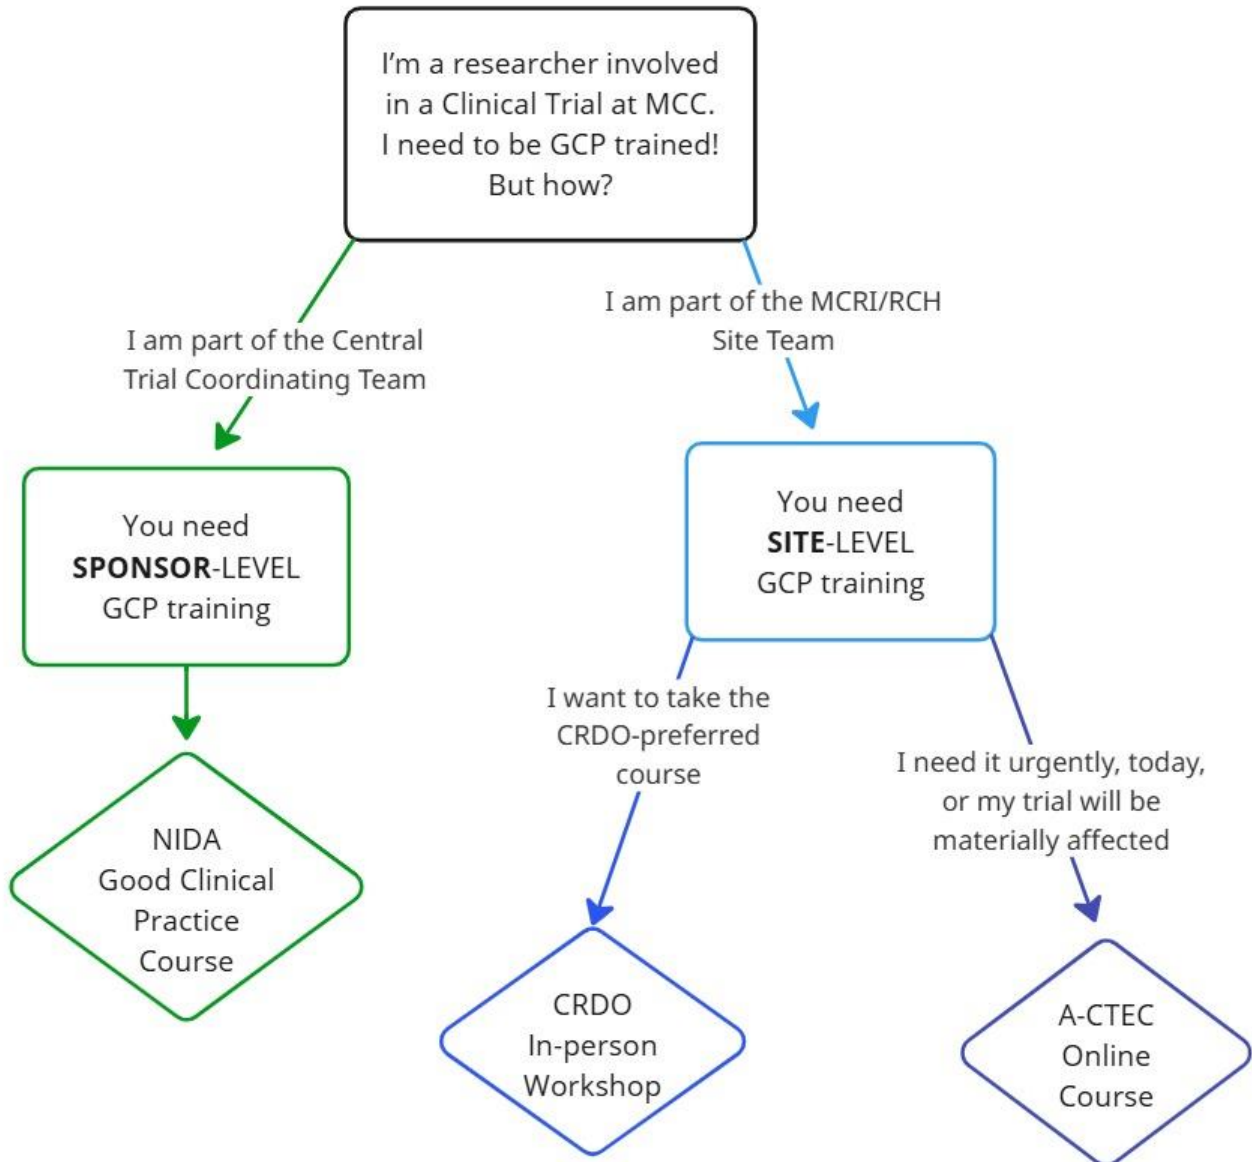 I’m a researcher involved
in a Clinical Trial at MCC.
I need to be GCP trained!
But how?
I am part of the Central
Trial Coordinating Team
I am part of the MCRI/RCH
Site Team
You need
SPONSOR-LEVEL
GCP training
You need
SITE-LEVEL
GCP training
I want to take the
CRDO-preferred
course
I need it urgently, today,
or my trial will be
materially affected
NIDA
Good Clinical
Practice
Course
CRDO
In-person
Workshop
A-CTEC
Online
Course